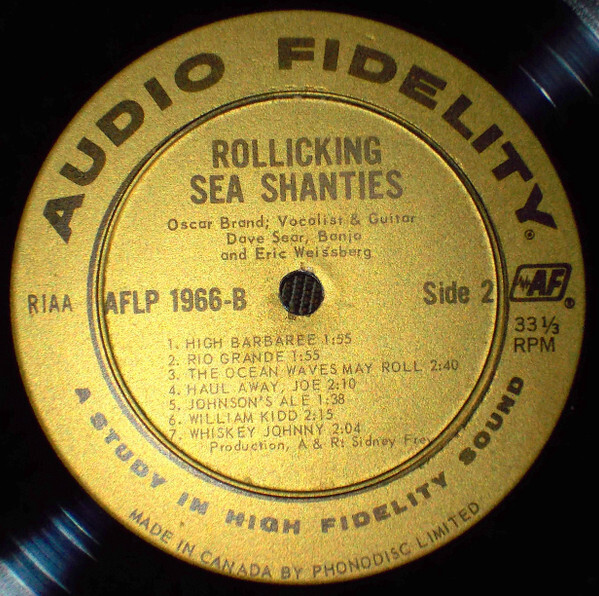 AUDIO FIDELITY®
ROLLICKING
SEA SHANTIES
Oscar Brand; Vocalist & Guitar
Dave Sear, Banjo
and Eric Weissberg
RIAA
AFLP 1966-B
Side 2
AF®
33 1/3
RPM
1. HIGH BARBAREE 1:55
2. RIO GRANDE 1:55
3. THE OCEAN WAVES MAY ROLL 2:40
4. HAUL AWAY, JOE 2:10
5. JOHNSON'S ALE 1:38
6. WILLIAM KIDD 2:15
7. WHISKEY JOHNNY 2:04
Production, A & R: Sidney Frey
A STUDY IN HIGH FIDELITY SOUND
MADE IN CANADA BY PHONODISC LIMITED